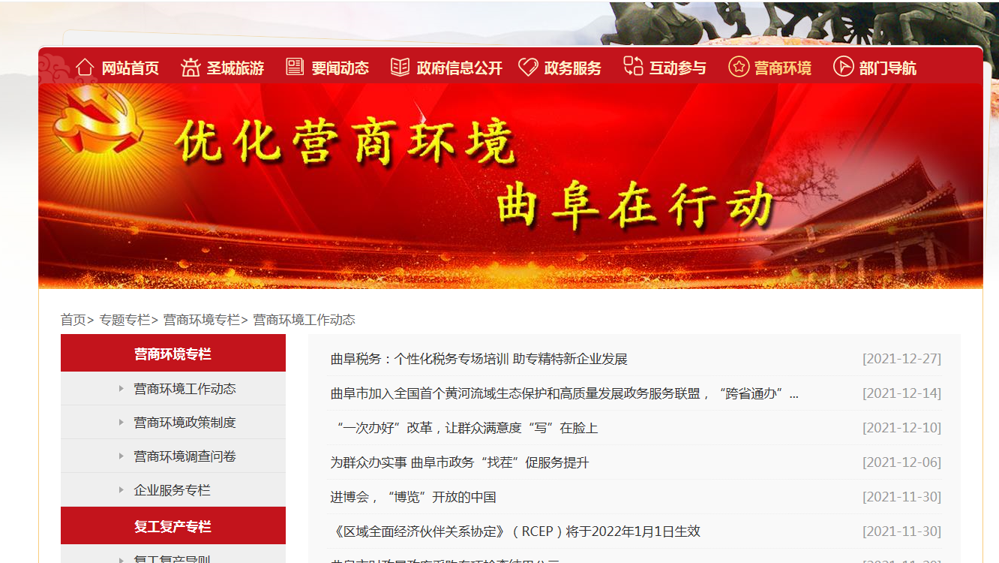 网站首页 圣城旅游 要闻动态 政府信息公开 政务服务 互动参与 营商环境 部门导航
优化营商环境
曲阜在行动
首页> 专题专栏> 营商环境专栏> 营商环境工作动态
营商环境专栏
营商环境工作动态
营商环境政策制度
营商环境调查问卷
企业服务专栏
复工复产专栏
复工复产导则
曲阜税务：个性化税务专场培训 助专精特新企业发展 [2021-12-27]
曲阜市加入全国首个黄河流域生态保护和高质量发展政务服务联盟，“跨省通办”... [2021-12-14]
“一次办好”改革，让群众满意度“写”在脸上 [2021-12-10]
为群众办实事 曲阜市政务“找茬”促服务提升 [2021-12-06]
进博会，“博览”开放的中国 [2021-11-30]
《区域全面经济伙伴关系协定》（RCEP）将于2022年1月1日生效 [2021-11-30]